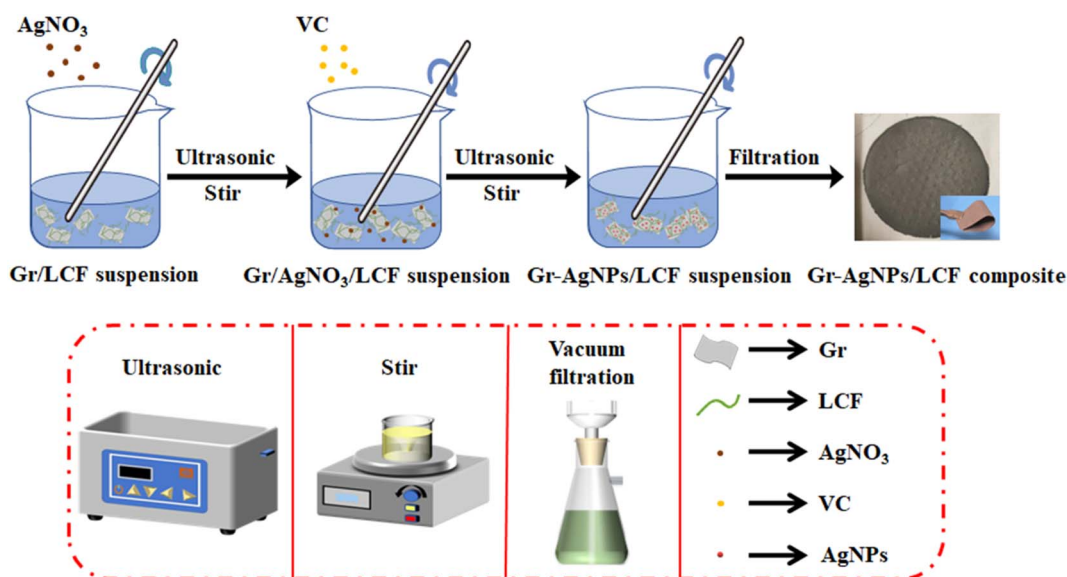 AgNO₃
VC
Ultrasonic
Stir
Ultrasonic
Stir
Filtration
Gr/LCF suspension
Gr/AgNO₃/LCF suspension
Gr-AgNPs/LCF suspension
Gr-AgNPs/LCF composite
Ultrasonic
Stir
Vacuum
filtration
Gr
LCF
AgNO₃
VC
AgNPs